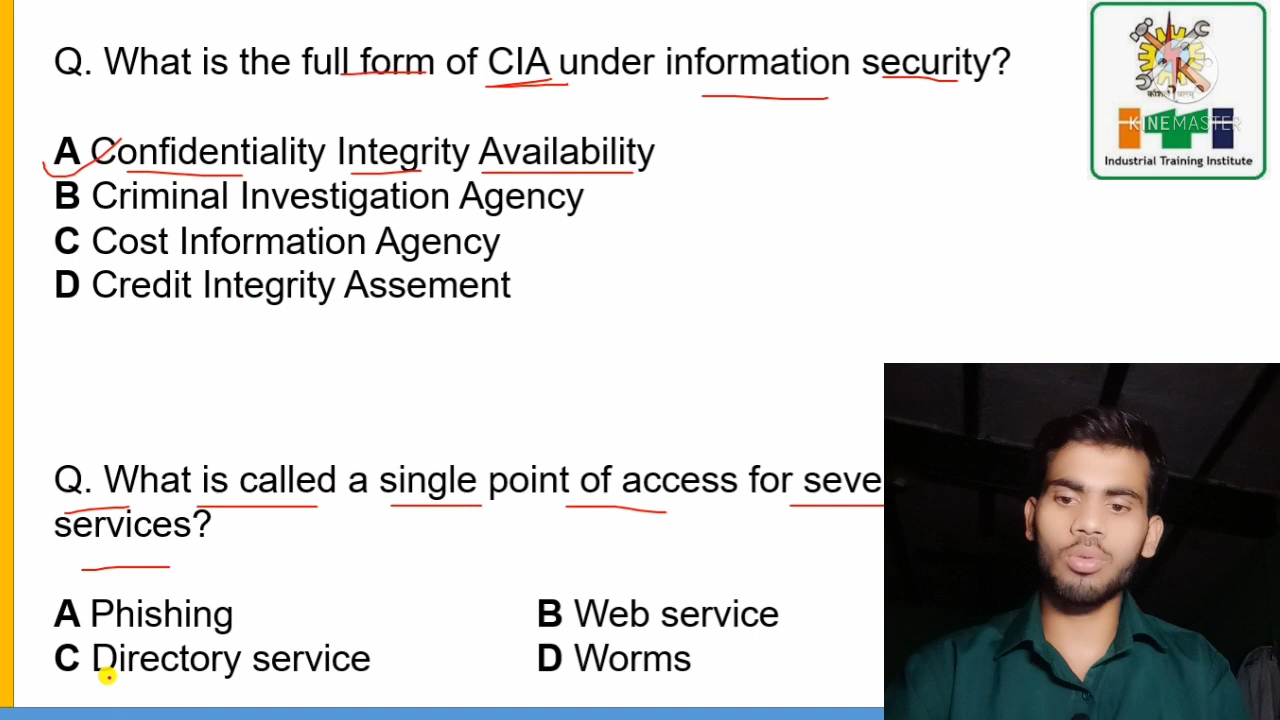 Q. What is the full form of CIA under information security?
A Confidentiality Integrity Availability
B Criminal Investigation Agency
C Cost Information Agency
D Credit Integrity Assement
KINEMASTER
Industrial Training Institute
Q. What is called a single point of access for
services?
A Phishing
B Web service
C Directory service
D Worms